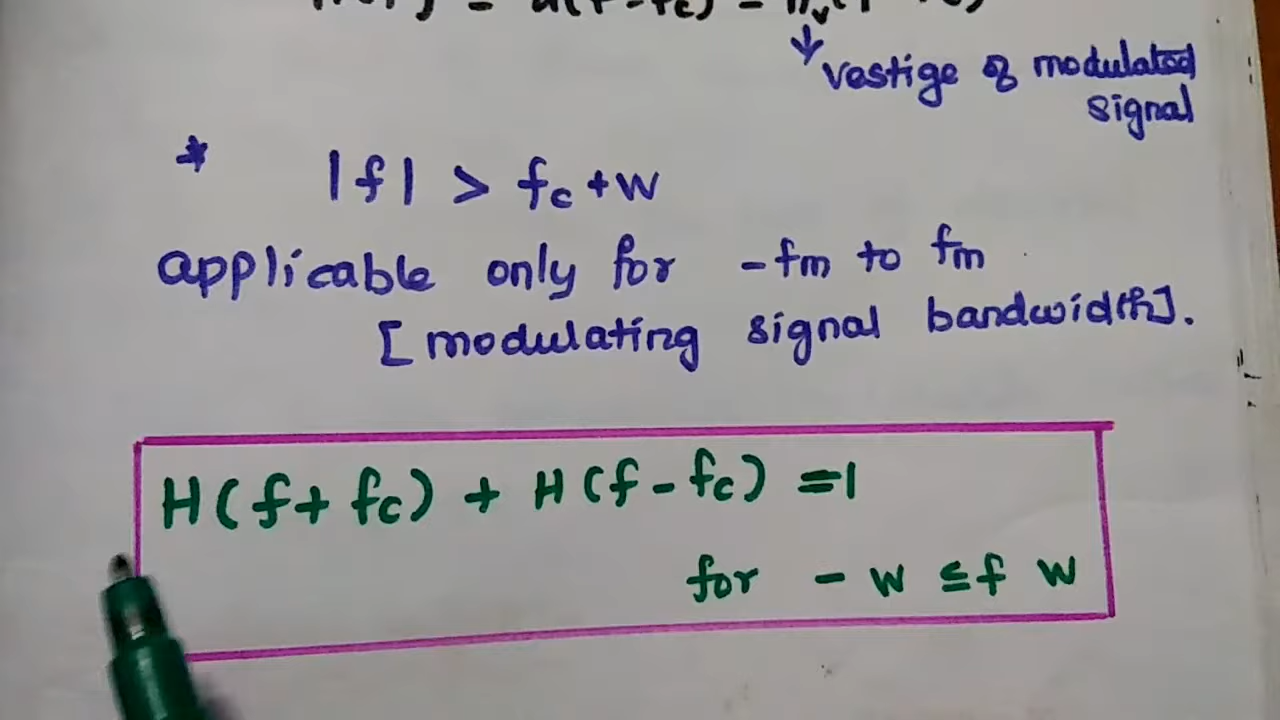 vestige of modulated
signal
* |f| > fc + w
applicable only for -fm to fm
[modulating signal bandwidth].
H(f+fc) + H(f-fc) = 1
for - w ≤ f w